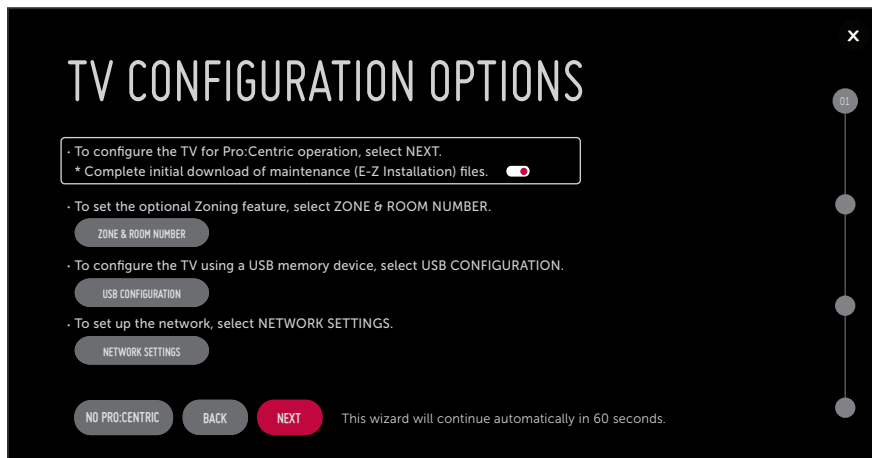 X
TV CONFIGURATION OPTIONS
01
· To configure the TV for Pro:Centric operation, select NEXT.
* Complete initial download of maintenance (E-Z Installation) files.
· To set the optional Zoning feature, select ZONE & ROOM NUMBER.
ZONE & ROOM NUMBER
· To configure the TV using a USB memory device, select USB CONFIGURATION.
USB CONFIGURATION
· To set up the network, select NETWORK SETTINGS.
NETWORK SETTINGS
NO PRO:CENTRIC BACK NEXT This wizard will continue automatically in 60 seconds.